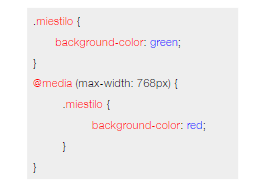 .miestilo {
background-color: green;
}
@media (max-width: 768px) {
.miestilo {
background-color: red;
}
}